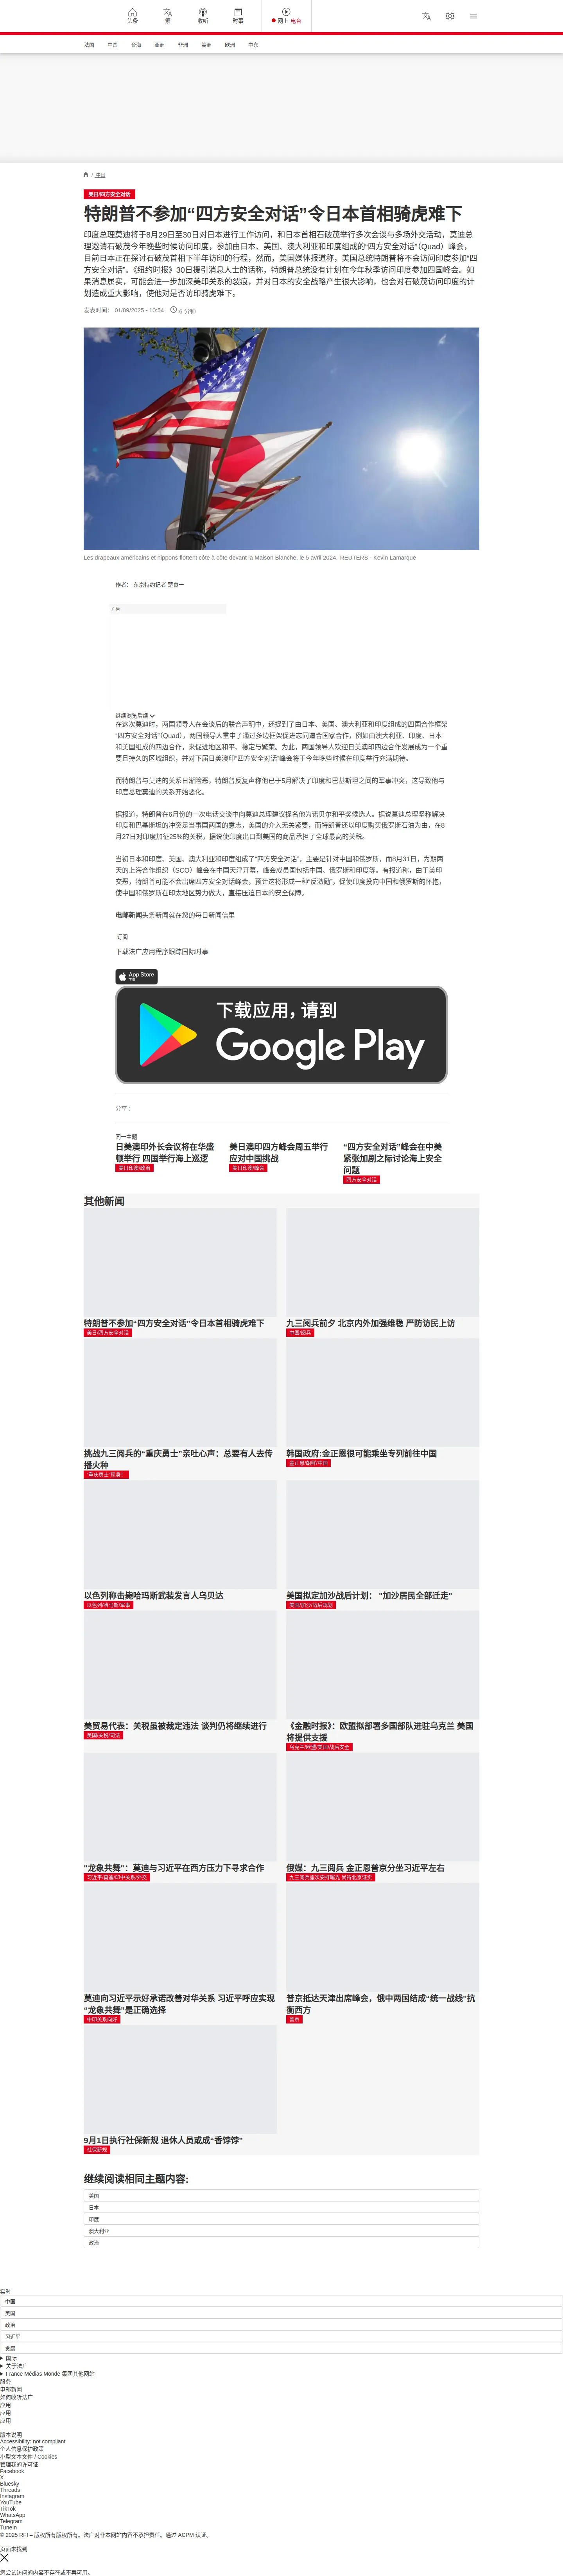 头条
繁
收听
时事
网上 电台
法国 中国 台海 亚洲 非洲 美洲 欧洲 中东
/ 中国
美日/四方安全对话
特朗普不参加“四方安全对话”令日本首相骑虎难下
印度总理莫迪将于8月29日至30日对日本进行工作访问，和日本首相石破茂举行多次会谈与多场外交活动，莫迪总
理邀请石破茂今年晚些时候访问印度，参加由日本、美国、澳大利亚和印度组成的“四方安全对话”（Quad）峰会，
目前日本正在探讨石破茂首相下半年访印的行程，然而，美国媒体报道称，美国总统特朗普将不会访问印度参加“四
方安全对话”。《纽约时报》30日援引消息人士的话称，特朗普总统没有计划在今年秋季访问印度参加四国峰会。如
果消息属实，可能会进一步加深美印关系的裂痕，并对日本的安全战略产生很大影响，也会对石破茂访问印度的计
划造成重大影响，使他对是否访印骑虎难下。
发表时间： 01/09/2025 - 10:54 6 分钟
Les drapeaux américains et nippons flottent côte à côte devant la Maison Blanche, le 5 avril 2024. REUTERS - Kevin Lamarque
作者： 东京特约记者 楚良一
广告
继续浏览后续
在这次莫迪时，两国领导人在会谈后的联合声明中，还提到了由日本、美国、澳大利亚和印度组成的四国合作框架
“四方安全对话”（Quad），两国领导人重申了通过多边框架促进志同道合国家合作，例如由澳大利亚、印度、日本
和美国组成的四边合作，来促进地区和平、稳定与繁荣。为此，两国领导人欢迎日美澳印四边合作发展成为一个重
要且持久的区域组织，并对下届日美澳印“四方安全对话”峰会将于今年晚些时候在印度举行充满期待。
而特朗普与莫迪的关系日渐险恶，特朗普反复声称他已于5月解决了印度和巴基斯坦之间的军事冲突，这导致他与
印度总理莫迪的关系开始恶化。
据报道，特朗普在6月份的一次电话交谈中向莫迪总理建议提名他为诺贝尔和平奖候选人。据说莫迪总理坚称解决
印度和巴基斯坦的冲突是当事国两国的意志，美国的介入无关紧要，而特朗普还以印度购买俄罗斯石油为由，在8
月27日对印度加征25%的关税，据说使印度出口到美国的商品承担了全球最高的关税。
当初日本和印度、美国、澳大利亚和印度组成了“四方安全对话”，主要是针对中国和俄罗斯，而8月31日，为期两
天的上海合作组织（SCO）峰会在中国天津开幕，峰会成员国包括中国、俄罗斯和印度等。有报道称，由于美印
交恶，特朗普可能不会出席四方安全对话峰会，预计这将形成一种“反激励”，促使印度投向中国和俄罗斯的怀抱，
使中国和俄罗斯在印太地区势力做大，直接压迫日本的安全保障。
电邮新闻头条新闻就在您的每日新闻信里
订阅
下载法广应用程序跟踪国际时事
App Store
下载
下载应用，请到
Google Play
分享 :
同一主题
日美澳印外长会议将在华盛
顿举行 四国举行海上巡逻
美日印澳/政治
美日澳印四方峰会周五举行
应对中国挑战
美日印澳/峰会
“四方安全对话”峰会在中美
紧张加剧之际讨论海上安全
问题
四方安全对话
其他新闻
特朗普不参加“四方安全对话”令日本首相骑虎难下
美日/四方安全对话
九三阅兵前夕 北京内外加强维稳 严防访民上访
中国/阅兵
挑战九三阅兵的“重庆勇士”亲吐心声：总要有人去传
播火种
“重庆勇士”现身!
韩国政府:金正恩很可能乘坐专列前往中国
金正恩/朝鲜/中国
以色列称击毙哈玛斯武装发言人乌贝达
以色列/哈马斯/军事
美国拟定加沙战后计划： “加沙居民全部迁走”
美国/加沙/战后规划
美贸易代表：关税虽被裁定违法 谈判仍将继续进行
美国/关税/司法
《金融时报》：欧盟拟部署多国部队进驻乌克兰 美国
将提供支援
乌克兰/欧盟/美国/战后安全
“龙象共舞”：莫迪与习近平在西方压力下寻求合作
习近平/莫迪/印中关系/外交
俄媒：九三阅兵 金正恩普京分坐习近平左右
九三阅兵座次安排曝光 尚待北京证实
莫迪向习近平示好承诺改善对华关系 习近平呼应实现
“龙象共舞”是正确选择
中印关系向好
普京抵达天津出席峰会，俄中两国结成“统一战线”抗
衡西方
普京
9月1日执行社保新规 退休人员或成“香饽饽”
社保新规
继续阅读相同主题内容:
美国
日本
印度
澳大利亚
政治
实时
中国
美国
政治
习近平
贪腐
国际
关于法广
France Médias Monde 集团其他网站
服务
电邮新闻
如何收听法广
应用
应用
应用
版本说明
Accessibility: not compliant
个人信息保护政策
小型文本文件 / Cookies
管理我的许可证
Facebook
X
Bluesky
Threads
Instagram
YouTube
TikTok
WhatsApp
Telegram
TuneIn
© 2025 RFI – 版权所有版权所有。法广对非本网站内容不承担责任。通过 ACPM 认证。
页面未找到
您尝试访问的内容不存在或不再可用。